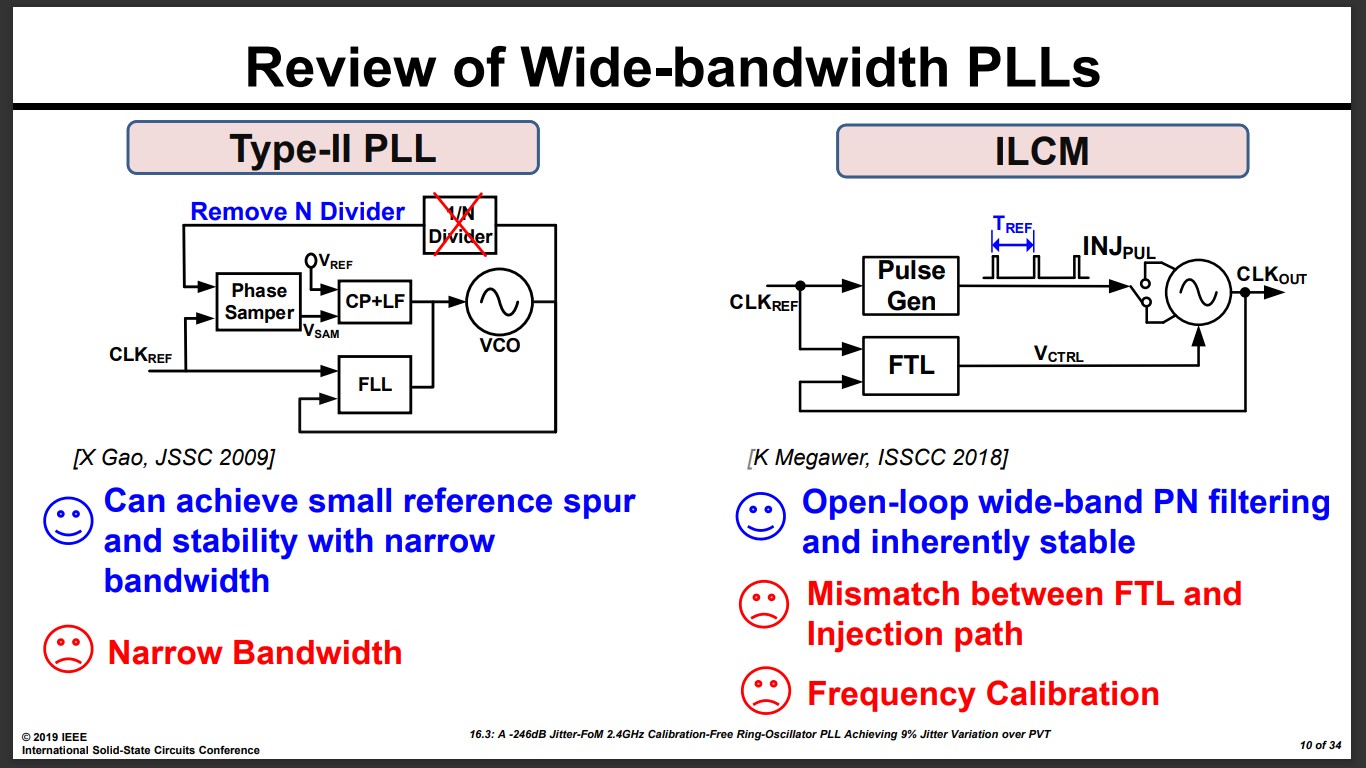 Review of Wide-bandwidth PLLs
Type-II PLL
Remove N Divider
1/N
Divider
VREF
Phase
Samper
CP+LF
VSAM
VCO
CLKREF
FLL
[X Gao, JSSC 2009]
Can achieve small reference spur
and stability with narrow
bandwidth
Narrow Bandwidth
ILCM
TREF
INJPUL
Pulse
Gen
CLKREF
CLKOUT
FTL
VCTRL
[K Megawer, ISSCC 2018]
Open-loop wide-band PN filtering
and inherently stable
Mismatch between FTL and
Injection path
Frequency Calibration
© 2019 IEEE
International Solid-State Circuits Conference
16.3: A -246dB Jitter-FoM 2.4GHz Calibration-Free Ring-Oscillator PLL Achieving 9% Jitter Variation over PVT
10 of 34